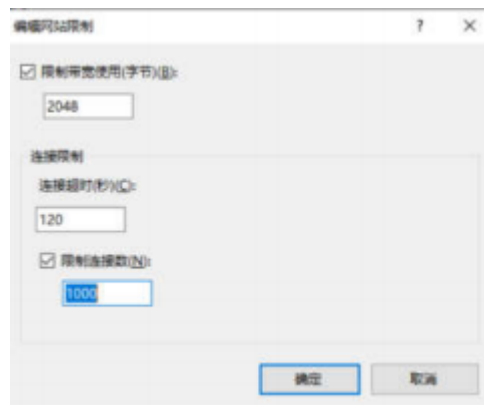 编辑网站限制 ? ×
限制带宽使用(字节)(B):
2048
连接限制
连接超时(秒)(C):
120
限制连接数(N):
1000
确定 取消